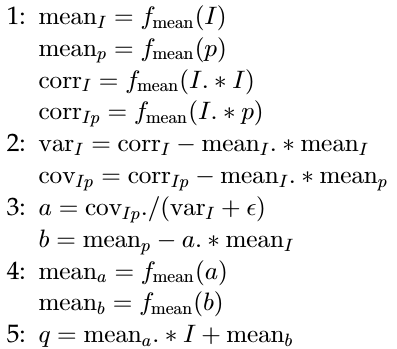 1: mean_I = f_mean(I)
mean_p = f_mean(p)
corr_I = f_mean(I. * I)
corr_Ip = f_mean(I. * p)
2: var_I = corr_I − mean_I. * mean_I
cov_Ip = corr_Ip − mean_I. * mean_p
3: a = cov_Ip./(var_I + ϵ)
b = mean_p − a. * mean_I
4: mean_a = f_mean(a)
mean_b = f_mean(b)
5: q = mean_a. * I + mean_b